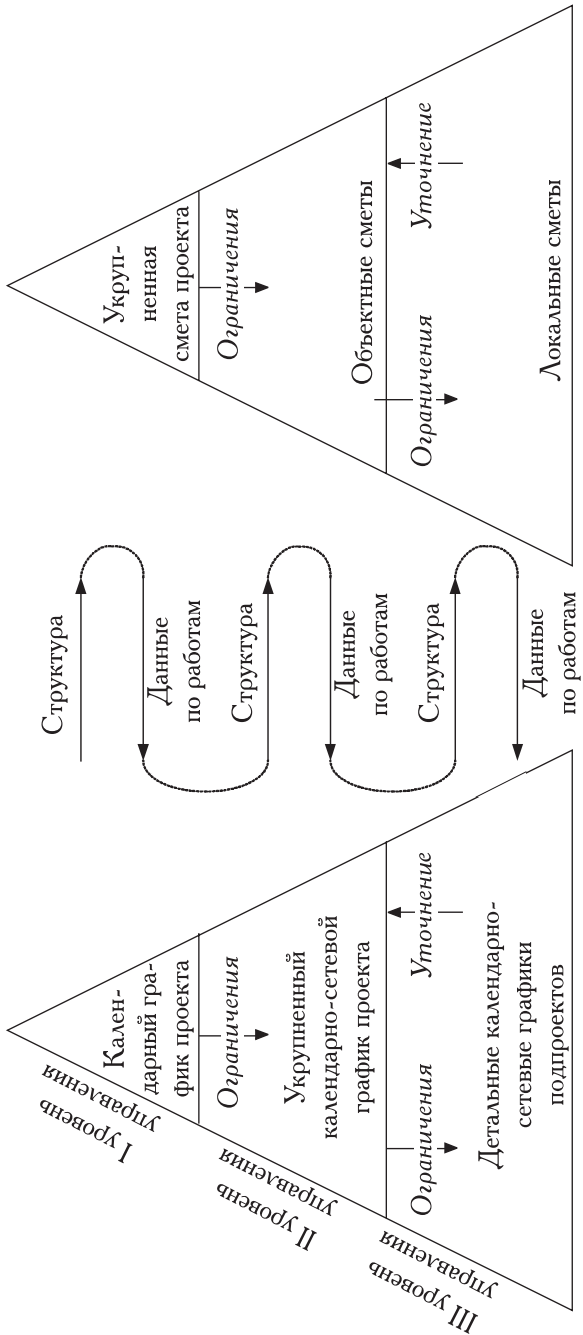 I уровень
управления
II уровень
управления
III уровень
управления
Кален-
дарный гра-
фик проекта
Ограничения
Укрупненный
календарно-сетевой
график проекта
Ограничения
Уточнение
Детальные календарно-
сетевые графики
подпроектов
Структура
Данные
по работам
Структура
Данные
по работам
Структура
Данные
по работам
Укруп-
ненная
смета проекта
Ограничения
Объектные сметы
Ограничения
Уточнение
Локальные сметы